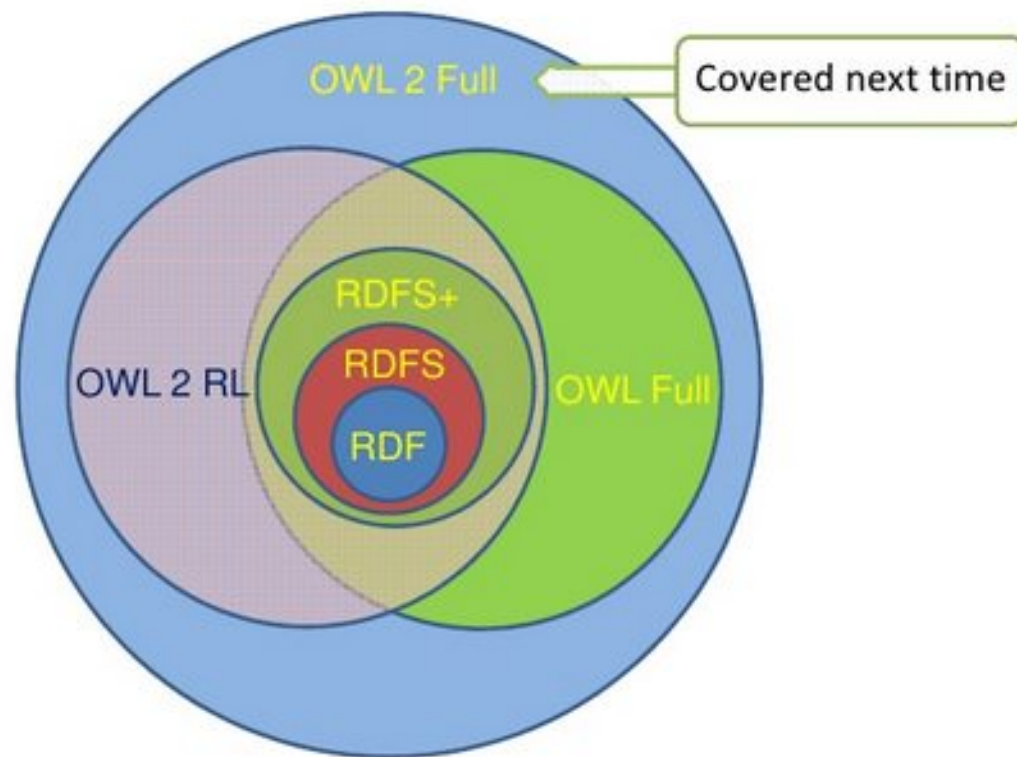 OWL 2 Full
Covered next time
RDFS+
RDFS
OWL 2 RL
OWL Full
RDF